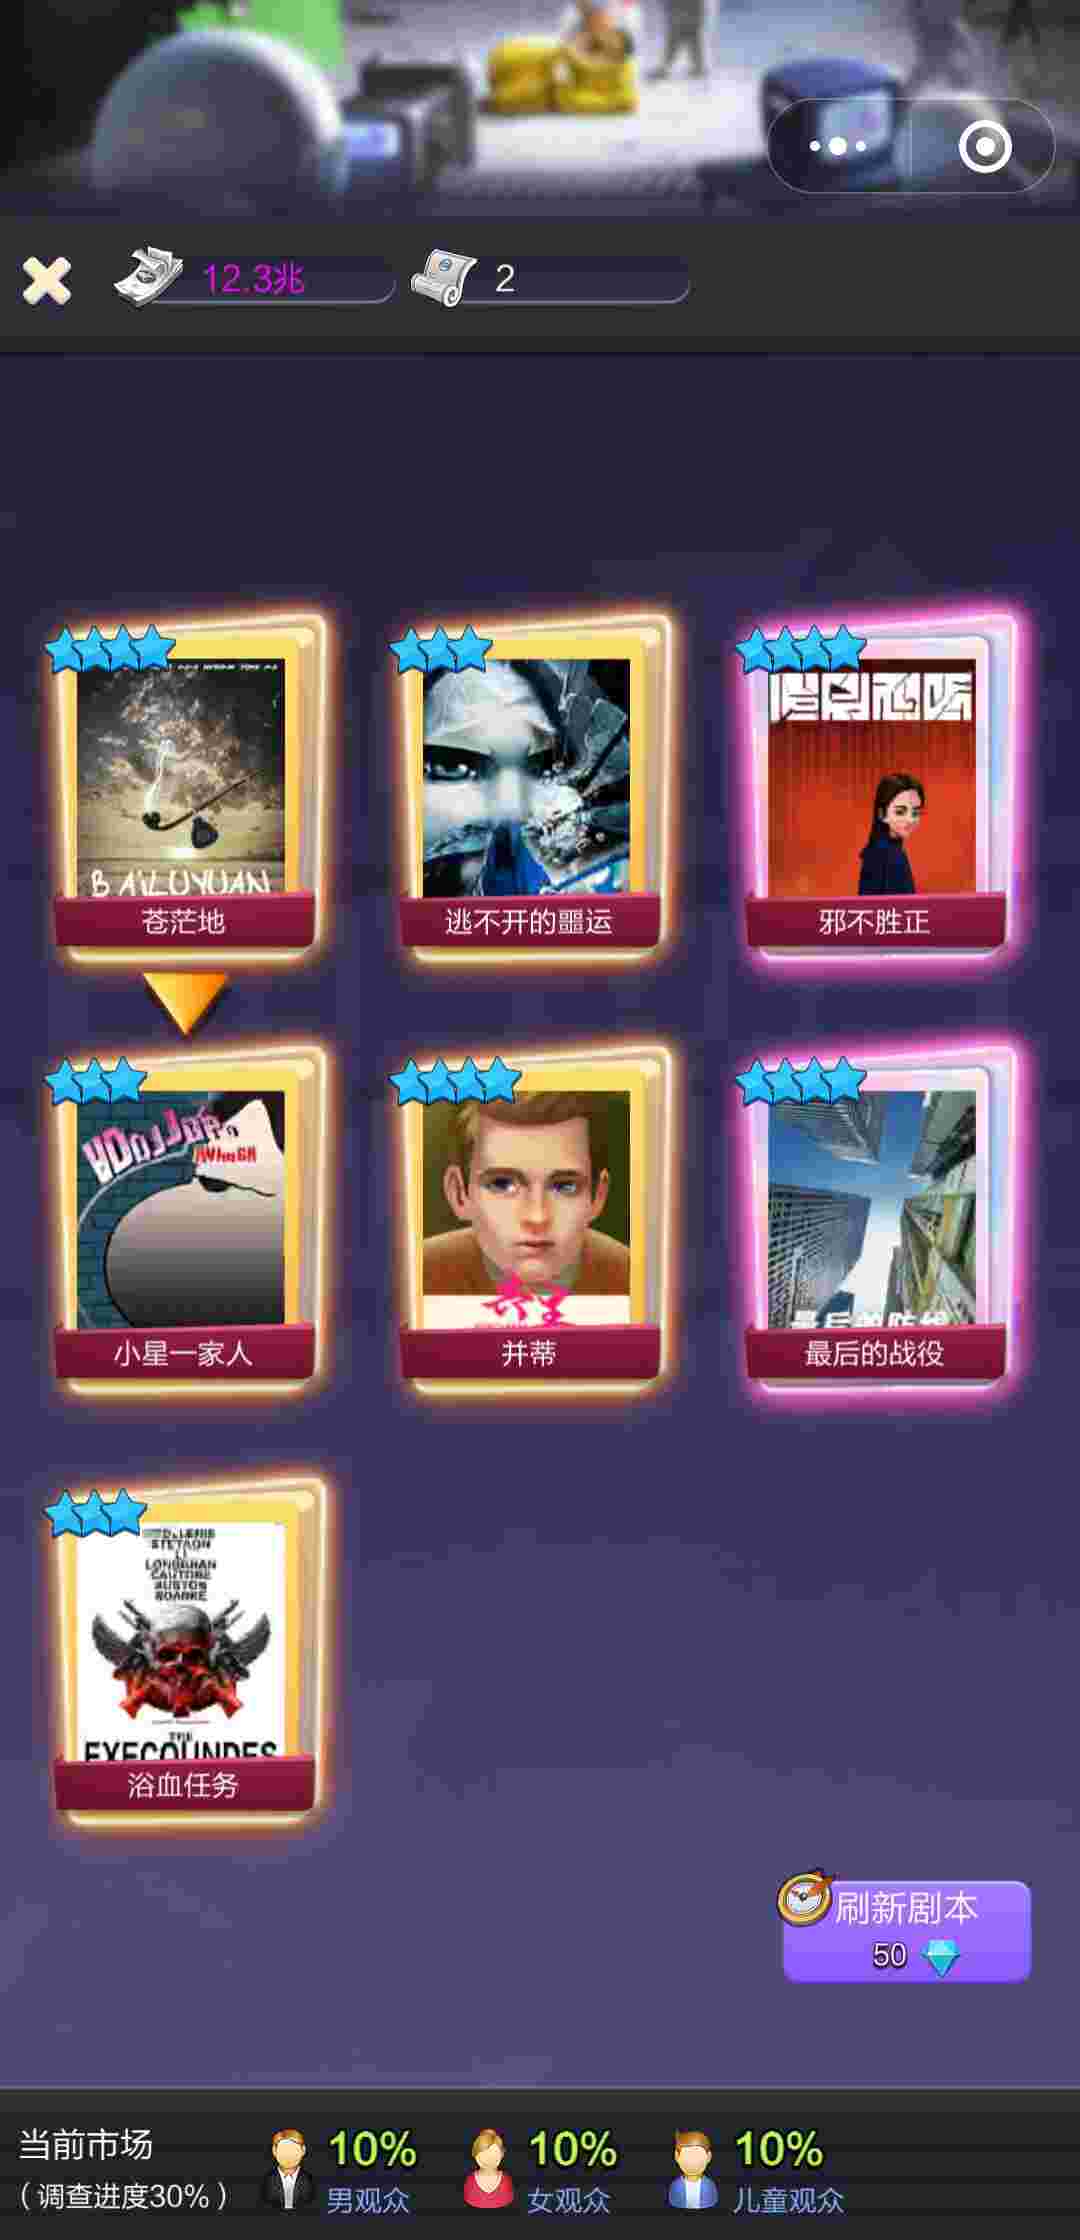 12.3兆
2
BAILUYUAN
苍茫地
逃不开的噩运
邪不胜正
小星一家人
并蒂
最后的战役
THE
EXECOUNDES
浴血任务
刷新剧本
50
当前市场
10%
10%
10%
（调查进度30%）
男观众
女观众
儿童观众